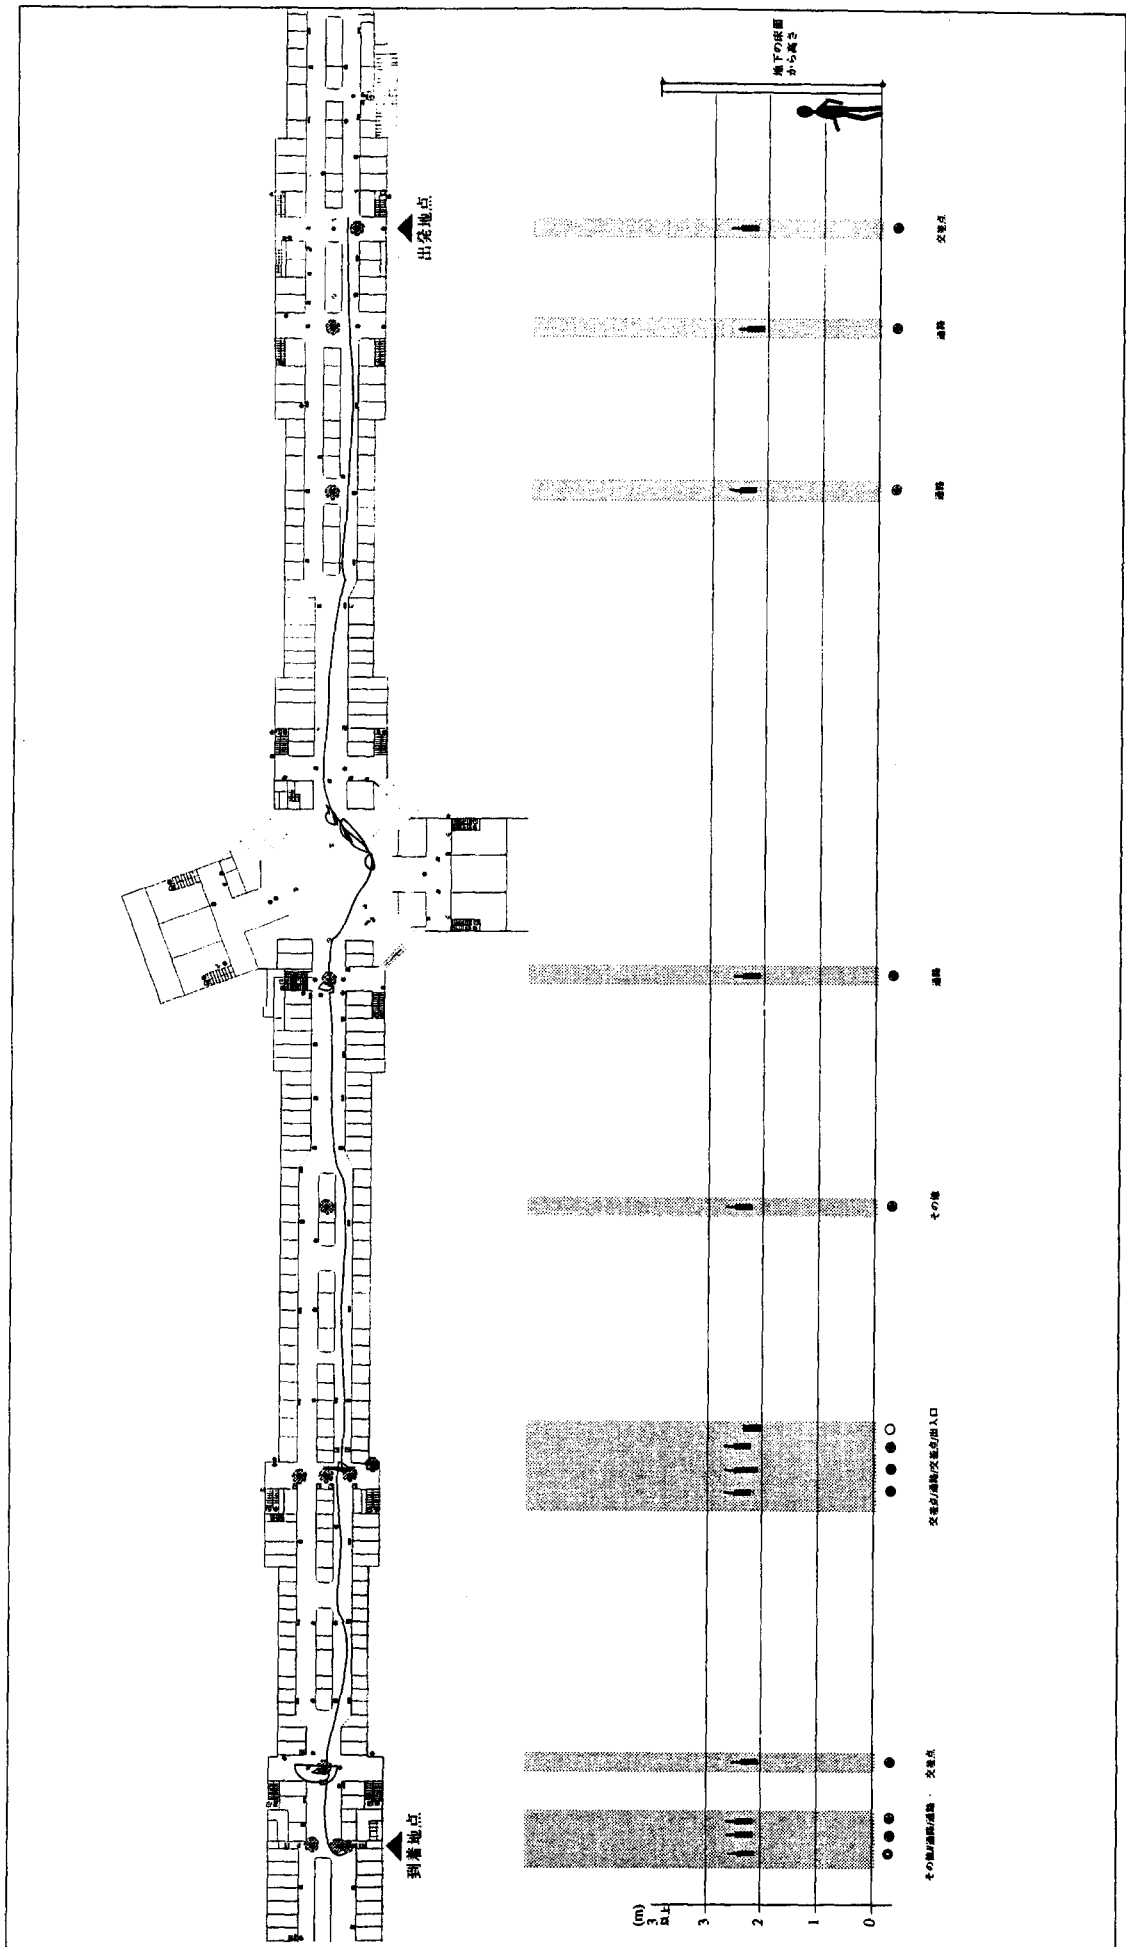 地下の床面
から高さ
出発地点
交差点
通路
通路
通路
その他
交差点/通路/交差点/出入口
交差点
その他/通路/通路・
到着地点
(m)
3
以上
3
2
1
0